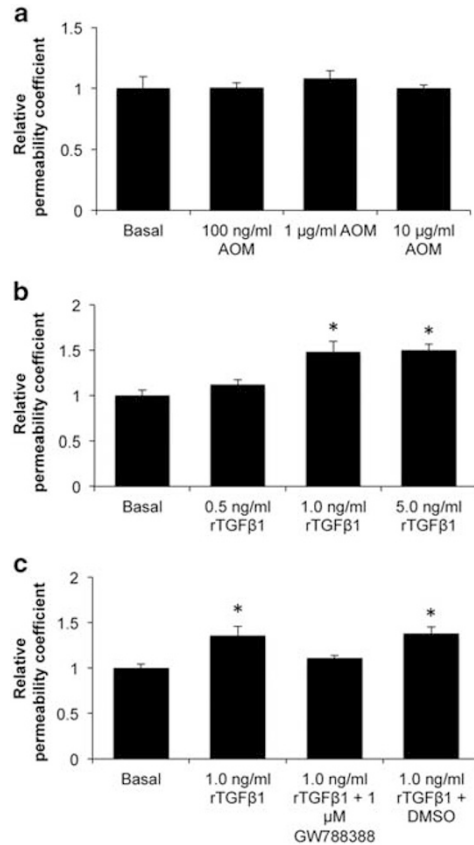 a
Relative
permeability coefficient
1.5
1
0.5
0
Basal
100 ng/ml
AOM
1 µg/ml AOM
10 µg/ml
AOM
b
Relative
permeability coefficient
2
1.5
1
0.5
0
*
*
Basal
0.5 ng/ml
rTGFβ1
1.0 ng/ml
rTGFβ1
5.0 ng/ml
rTGFβ1
c
Relative
permeability coefficient
2
1.5
1
0.5
0
*
*
Basal
1.0 ng/ml
rTGFβ1
1.0 ng/ml
rTGFβ1 + 1
µM
GW788388
1.0 ng/ml
rTGFβ1 +
DMSO